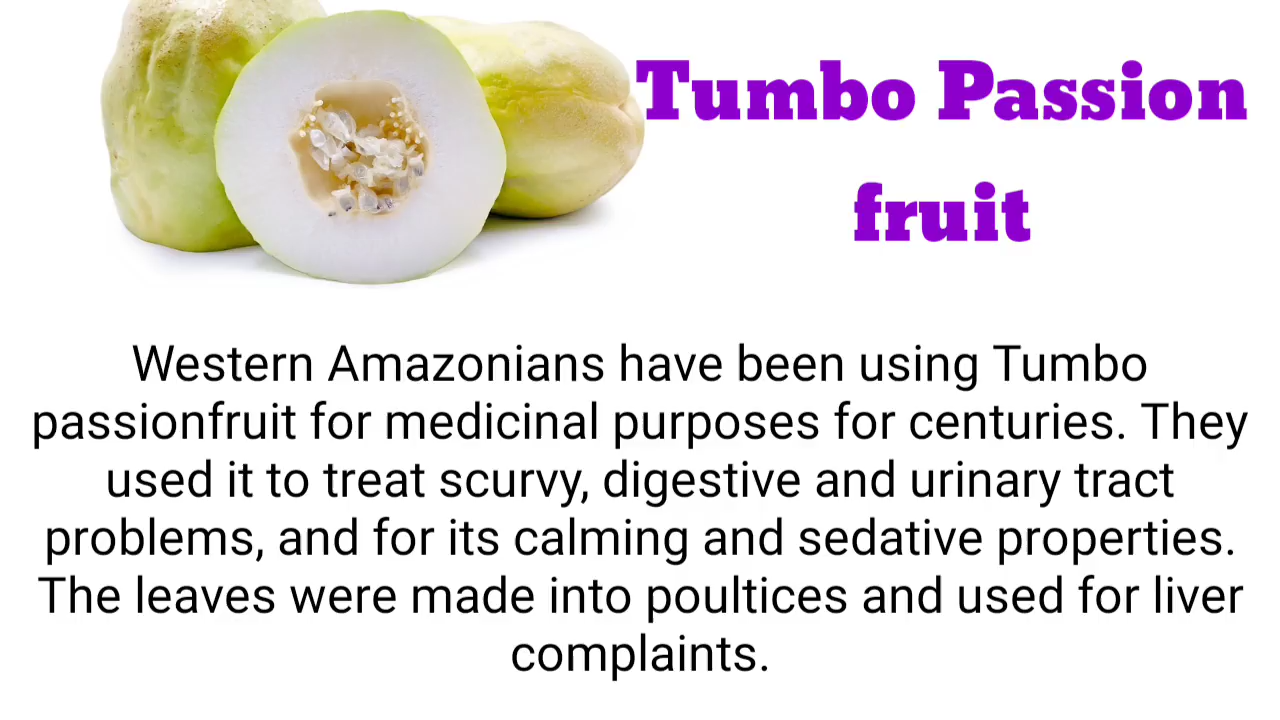 Tumbo Passion
fruit
Western Amazonians have been using Tumbo
passionfruit for medicinal purposes for centuries. They
used it to treat scurvy, digestive and urinary tract
problems, and for its calming and sedative properties.
The leaves were made into poultices and used for liver
complaints.